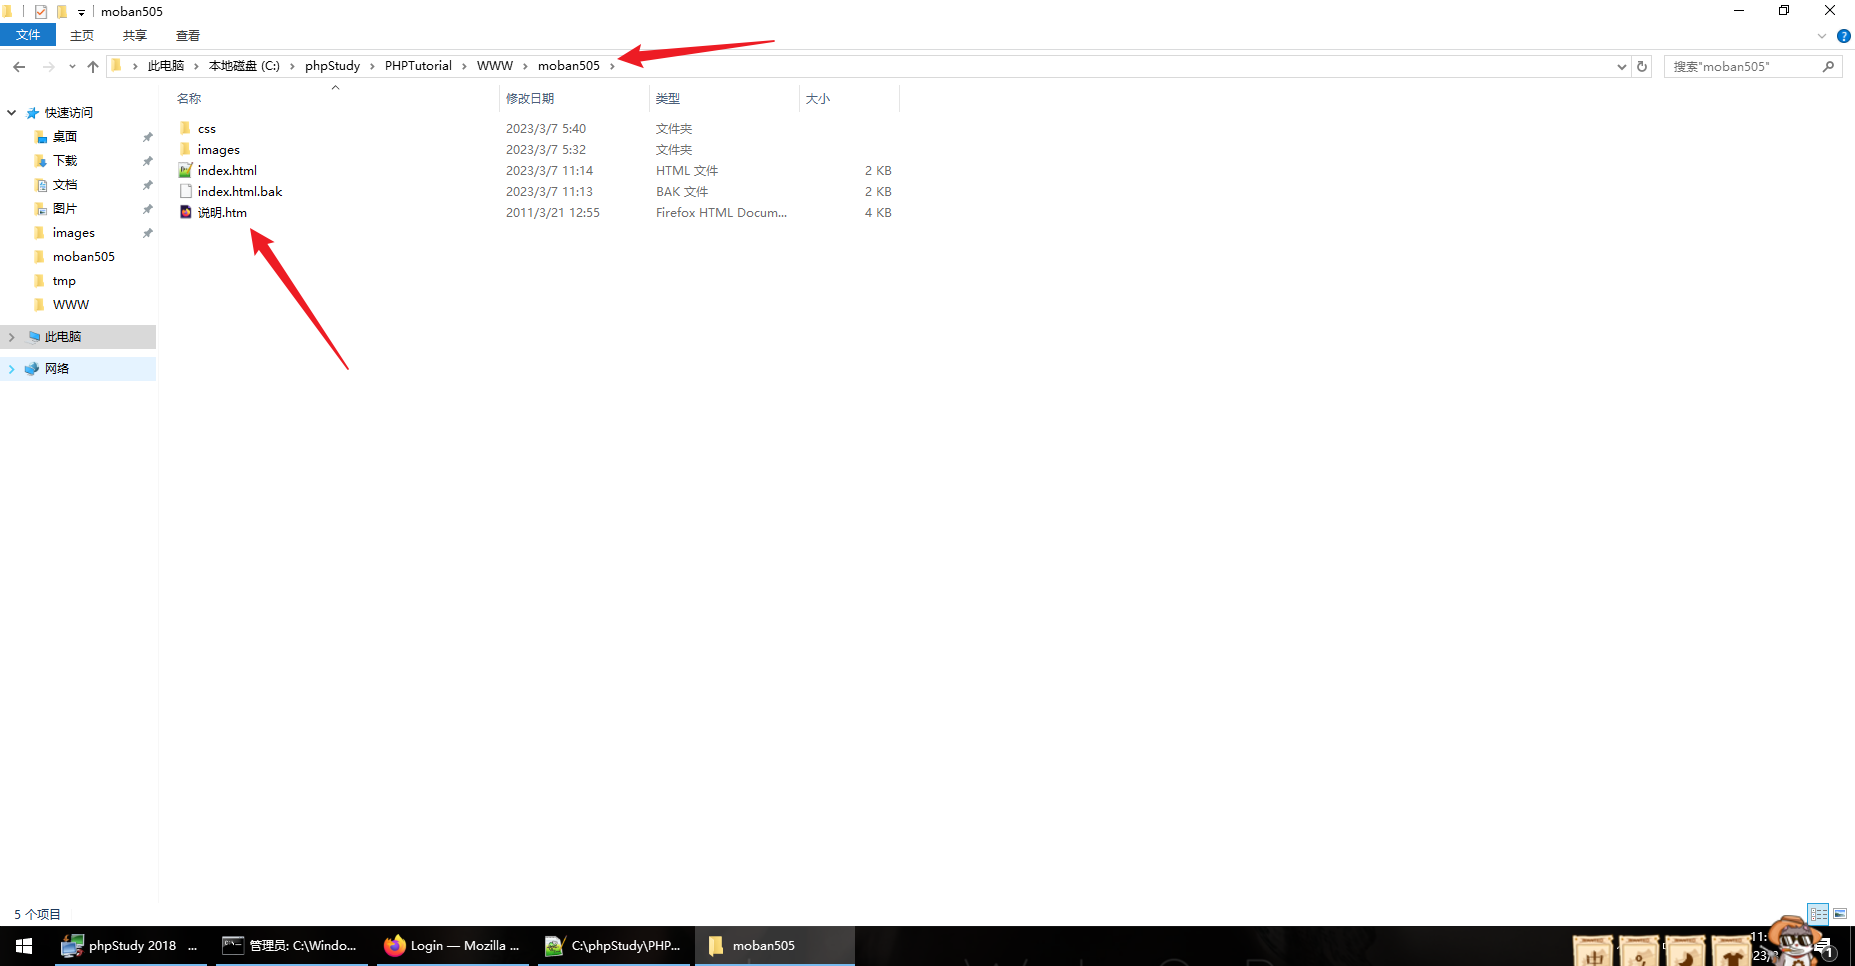 moban505
文件 主页 共享 查看
此电脑 本地磁盘 (C:) phpStudy PHPTutorial WWW moban505
搜索"moban505"
名称 修改日期 类型 大小
快速访问
桌面
下载
文档
图片
images
moban505
tmp
WWW
此电脑
网络
css 2023/3/7 5:40 文件夹
images 2023/3/7 5:32 文件夹
index.html 2023/3/7 11:14 HTML 文件 2 KB
index.html.bak 2023/3/7 11:13 BAK 文件 2 KB
说明.htm 2011/3/21 12:55 Firefox HTML Docum... 4 KB
5 个项目
phpStudy 2018 ...
管理员: C:\Windo...
Login — Mozilla ...
C:\phpStudy\PHP...
moban505
中
11:
23/
1